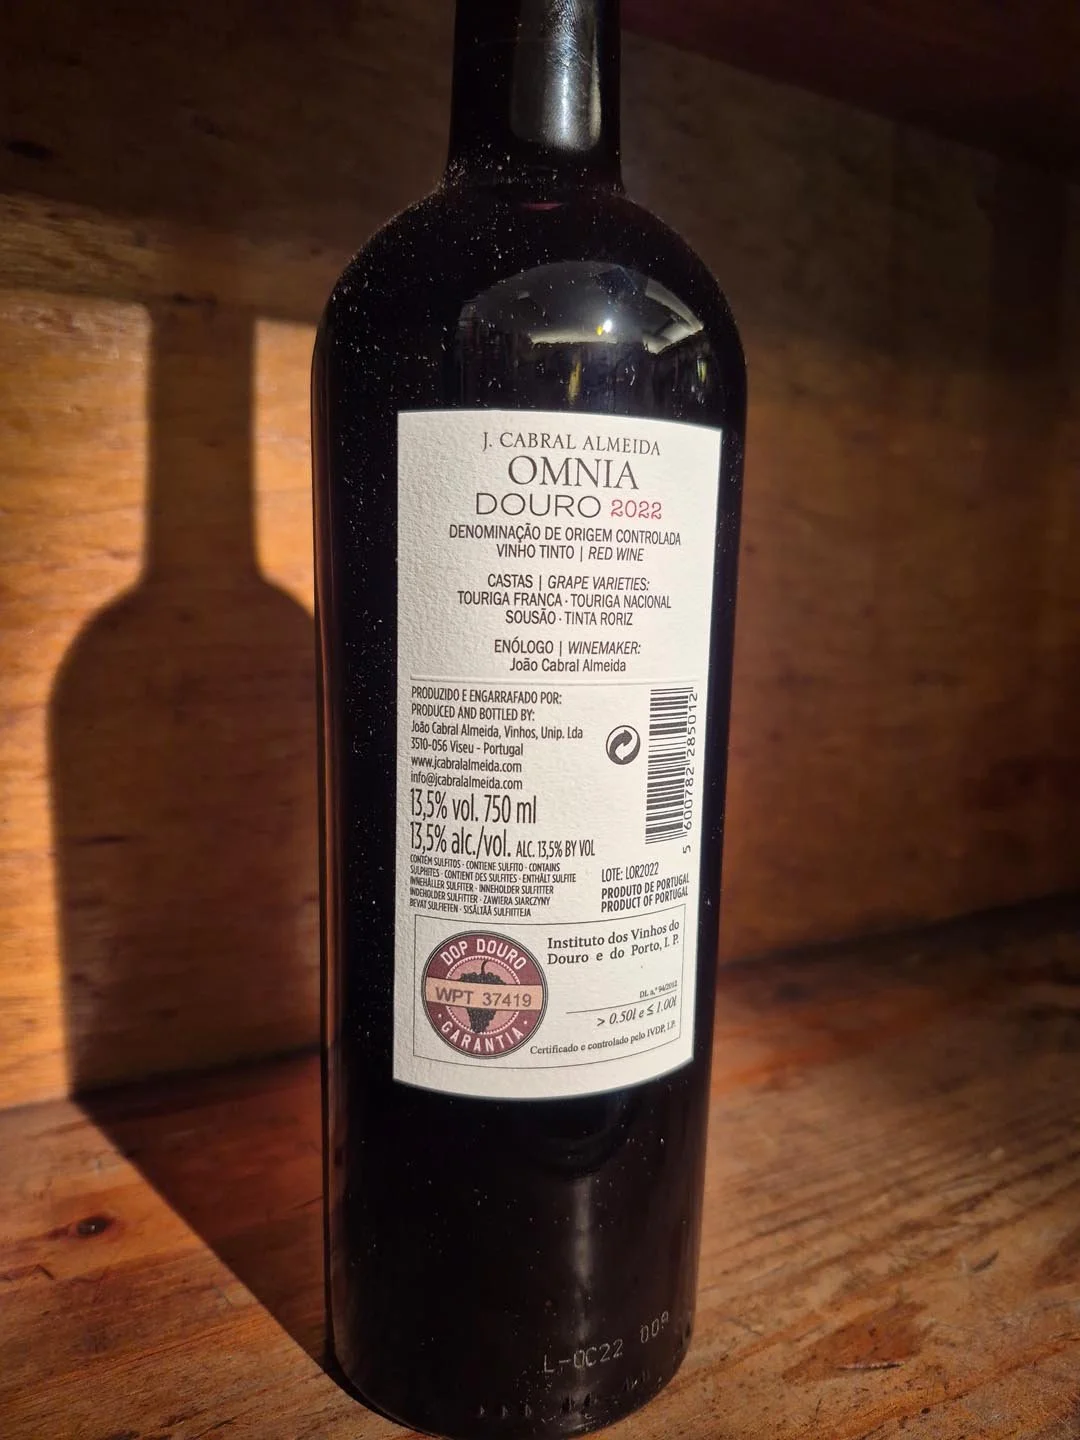 J. CABRAL ALMEIDA
OMNIA
DOURO 2022
DENOMINAÇÃO DE ORIGEM CONTROLADA
VINHO TINTO | RED WINE
CASTAS | GRAPE VARIETIES:
TOURIGA FRANCA · TOURIGA NACIONAL
SOUSÃO · TINTA RORIZ
ENÓLOGO | WINEMAKER:
João Cabral Almeida
PRODUZIDO E ENGARRAFADO POR:
PRODUCED AND BOTTLED BY:
João Cabral Almeida, Vinhos, Unip. Lda
3510-056 Viseu - Portugal
www.jcabralalmeida.com
info@jcabralalmeida.com
13,5% vol. 750 ml
13,5% alc./vol. ALC. 13,5% BY VOL
CONTÉM SULFITOS · CONTIENE SULFITO · CONTAINS
SULPHITES · CONTIENT DES SULFITES · ENTHÄLT SULFITE
INNEHÅLLER SULFITER · INNEHOLDER SULFITTER
INDEHOLDER SULFITTER · ZAWIERA SIARCZYNY
BEVAT SULFIETEN · SISÄLTÄÄ SULFIITTEJA
5 600782 285012
LOTE: LOR2022
PRODUTO DE PORTUGAL
PRODUCT OF PORTUGAL
DOP DOURO
WPT 37419
· GARANTIA ·
Instituto dos Vinhos do
Douro e do Porto, I. P.
DL n.º 94/2012
> 0.50l e ≤ 1.00l
Certificado e controlado pelo IVDP, I.P.
L-OC22 009